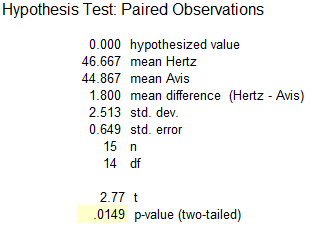 Hypothesis Test: Paired Observations
0.000 hypothesized value
46.667 mean Hertz
44.867 mean Avis
1.800 mean difference (Hertz - Avis)
2.513 std. dev.
0.649 std. error
15 n
14 df
2.77 t
.0149 p-value (two-tailed)